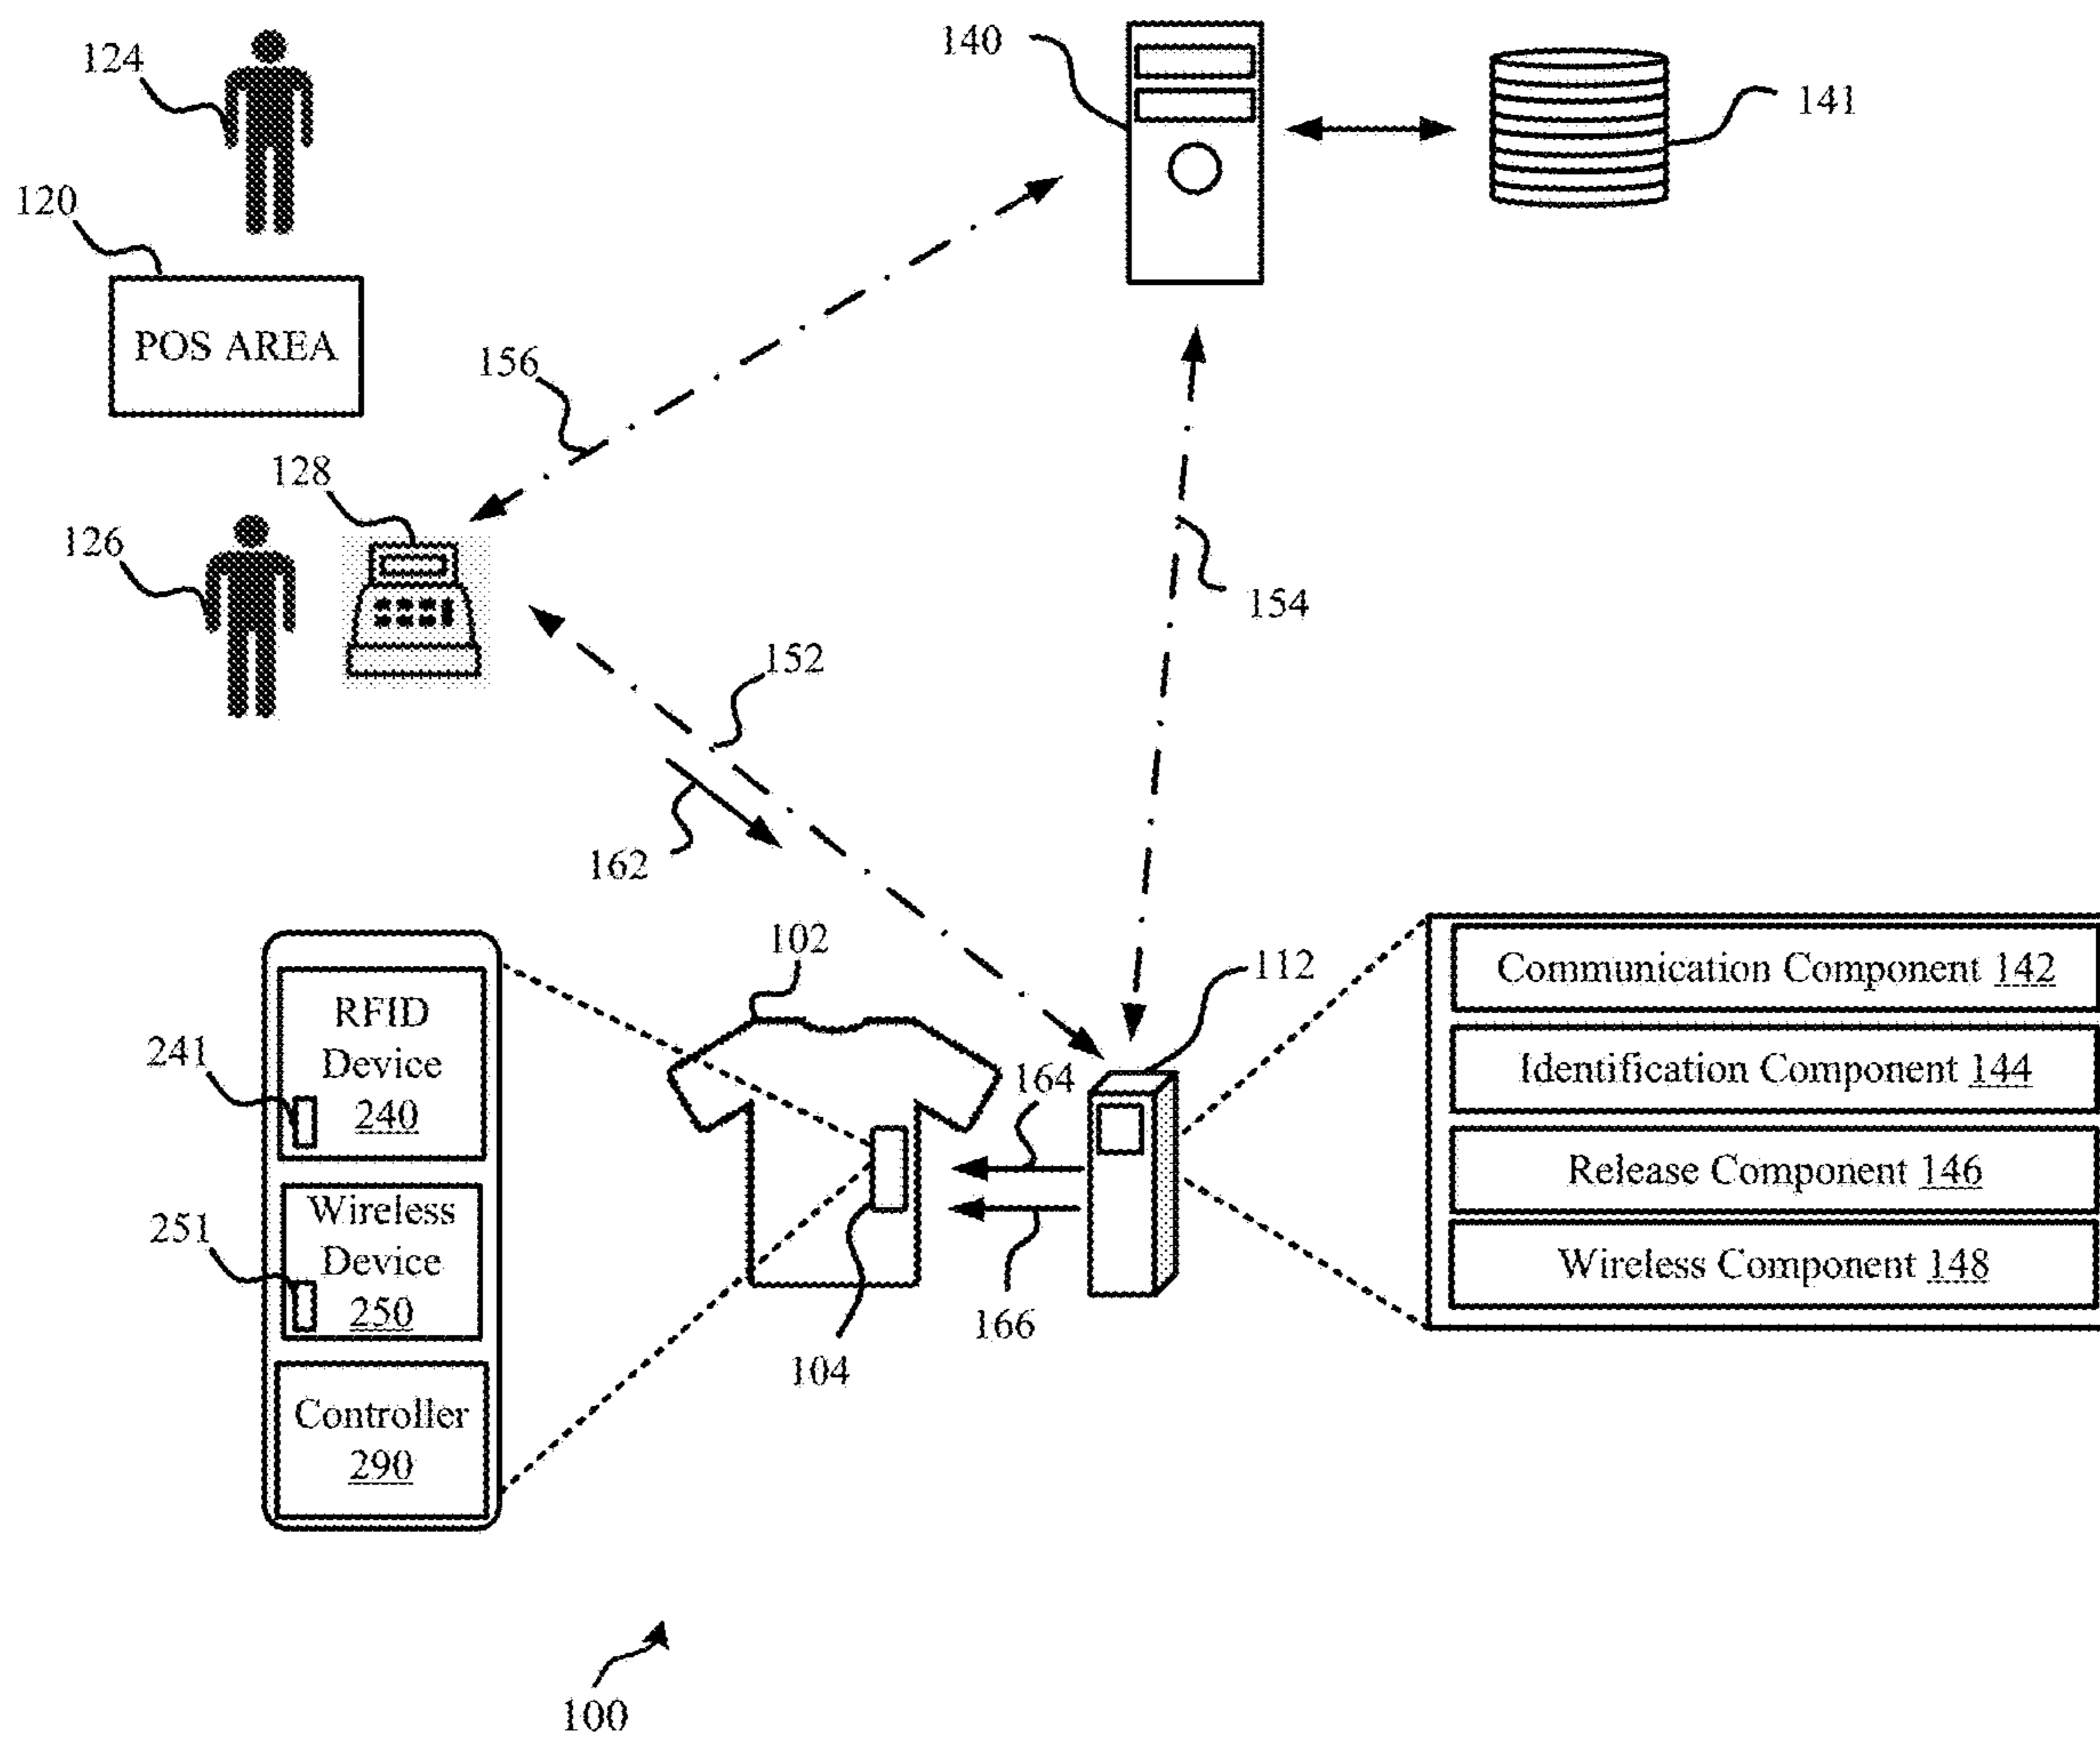 124
140
141
120
POS AREA
156
128
126
154
152
162
102
112
Communication Component 142
RFID
Device
240
241
164
Identification Component 144
Release Component 146
Wireless
Device
250
251
Wireless Component 148
166
104
Controller
290
100